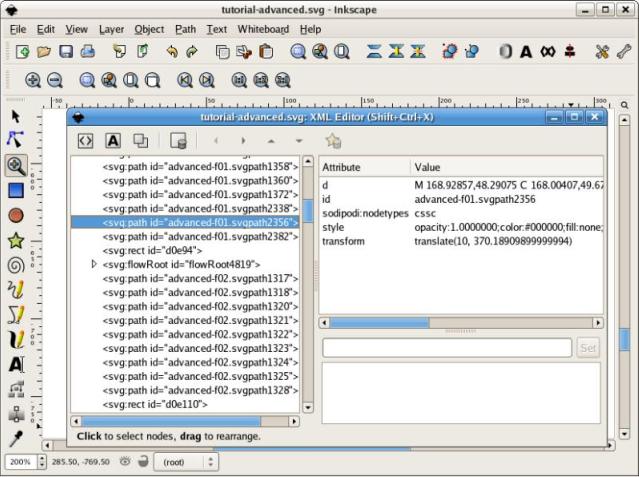 tutorial-advanced.svg - Inkscape
File Edit View Layer Object Path Text Whiteboard Help
-50 0 50 100 150 200 250 300
tutorial-advanced.svg: XML Editor (Shift+Ctrl+X)
<svg:path id="advanced-f01.svgpath1358">
<svg:path id="advanced-f01.svgpath1360">
<svg:path id="advanced-f01.svgpath1372">
<svg:path id="advanced-f01.svgpath2338">
<svg:path id="advanced-f01.svgpath2356">
<svg:path id="advanced-f01.svgpath2382">
<svg:rect id="d0e94">
<svg:flowRoot id="flowRoot4819">
<svg:path id="advanced-f02.svgpath1317">
<svg:path id="advanced-f02.svgpath1318">
<svg:path id="advanced-f02.svgpath1320">
<svg:path id="advanced-f02.svgpath1321">
<svg:path id="advanced-f02.svgpath1322">
<svg:path id="advanced-f02.svgpath1323">
<svg:path id="advanced-f02.svgpath1324">
<svg:path id="advanced-f02.svgpath1325">
<svg:path id="advanced-f02.svgpath1328">
<svg:rect id="d0e110">
Attribute Value
d M 168.92857,48.29075 C 168.00407,49.67
id advanced-f01.svgpath2356
sodipodi:nodetypes cssc
style opacity:1.0000000;color:#000000;fill:none;
transform translate(10, 370.18909899999994)
Set
Click to select nodes, drag to rearrange.
200% 285.50, -769.50 (root)